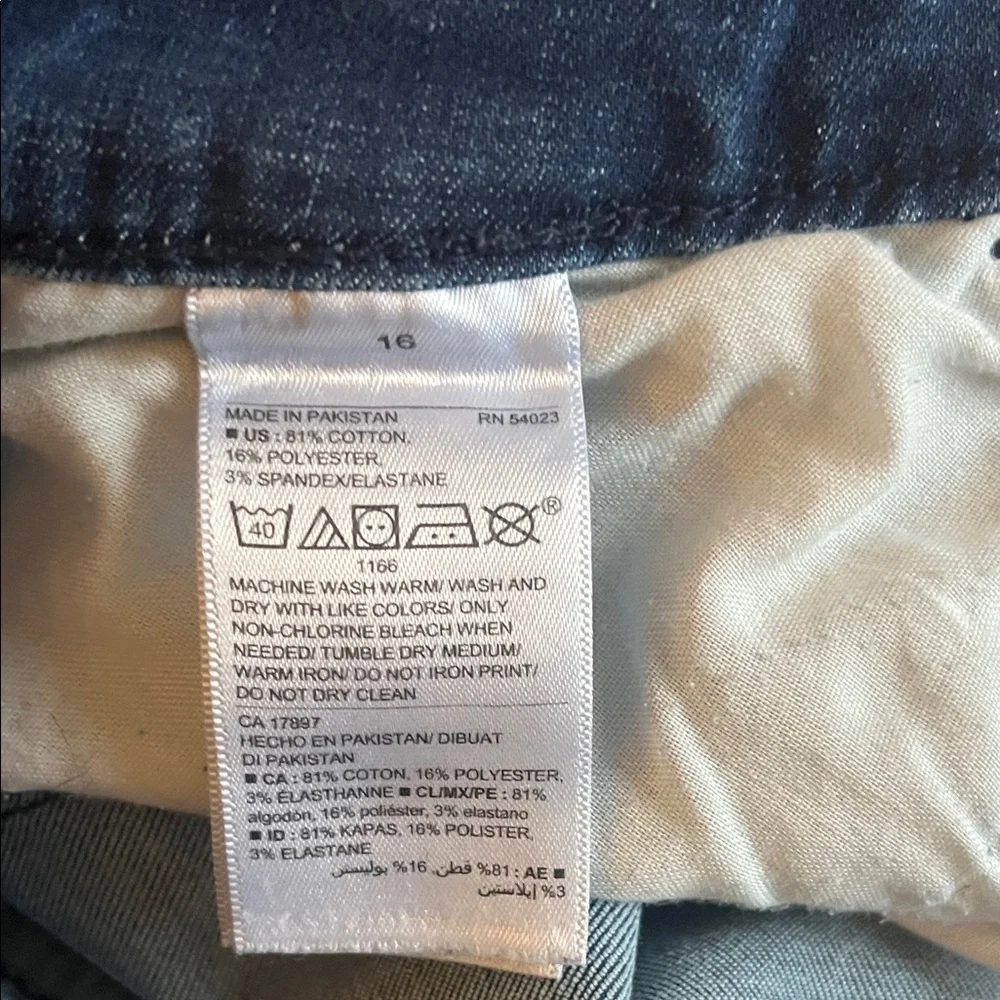 16
MADE IN PAKISTAN RN 54023
■ US : 81% COTTON,
16% POLYESTER,
3% SPANDEX/ELASTANE
40 ®
1166
MACHINE WASH WARM/ WASH AND
DRY WITH LIKE COLORS/ ONLY
NON-CHLORINE BLEACH WHEN
NEEDED/ TUMBLE DRY MEDIUM/
WARM IRON/ DO NOT IRON PRINT/
DO NOT DRY CLEAN
CA 17897
HECHO EN PAKISTAN/ DIBUAT
DI PAKISTAN
■ CA : 81% COTON, 16% POLYESTER,
3% ÉLASTHANNE ■ CL/MX/PE : 81%
algodón, 16% poliéster, 3% elastano
■ ID : 81% KAPAS, 16% POLISTER,
3% ELASTANE
■ AE : 81% قطن، 16% بوليستر
3% إيلاستين